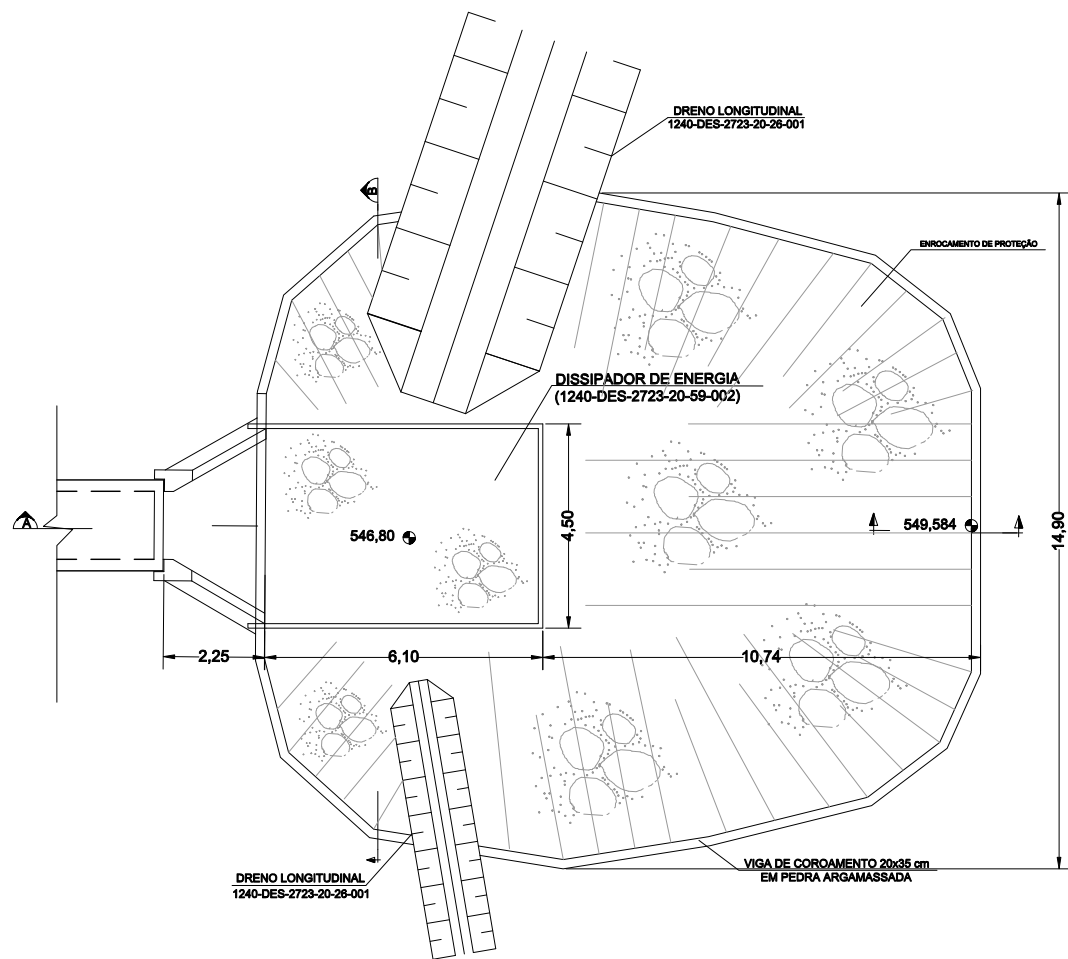 DRENO LONGITUDINAL
1240-DES-2723-20-26-001
B
ENROCAMENTO DE PROTEÇÃO
DISSIPADOR DE ENERGIA
(1240-DES-2723-20-59-002)
A
546,80
4,50
549,584
14,90
2,25
6,10
10,74
VIGA DE COROAMENTO 20x35 cm
EM PEDRA ARGAMASSADA
DRENO LONGITUDINAL
1240-DES-2723-20-26-001